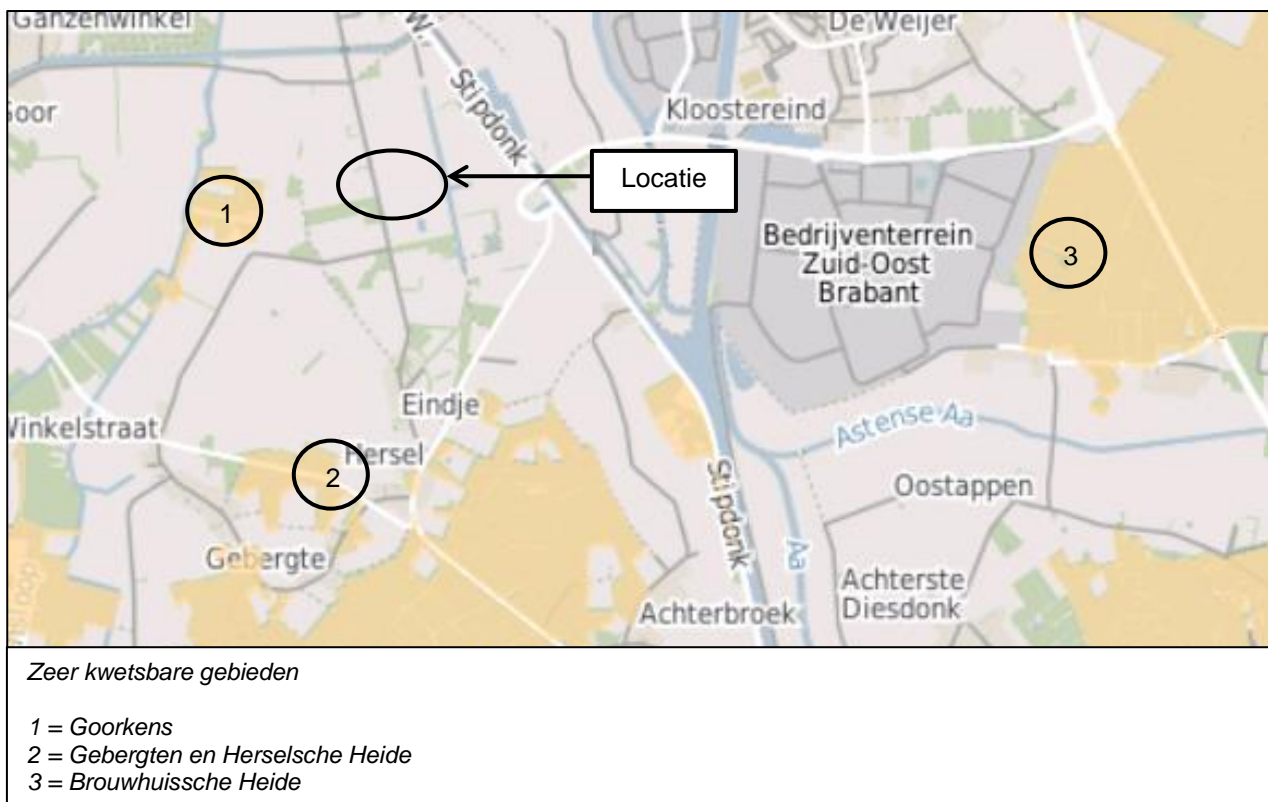 Ganzenwinkel
W..
De Weijer
Stipdonk
Kloostereind
Soor
Locatie
1
Bedrijventerrein
Zuid-Oost
Brabant
3
Eindje
Winkelstraat
Astense Aa
Hersel
2
Stipdonk
Oostappen
Gebergte
Aa
Achterste
Diesdonk
Achterbroek
Zeer kwetsbare gebieden
1 = Goorkens
2 = Gebergten en Herselsche Heide
3 = Brouwhuissche Heide